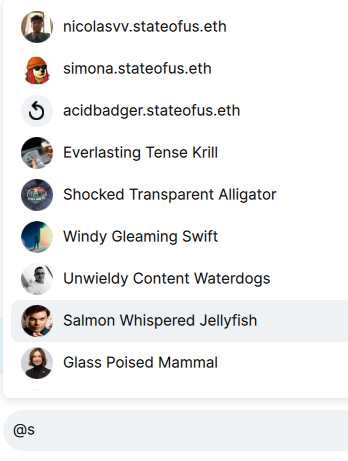 nicolasvv.stateofus.eth
simona.stateofus.eth
acidbadger.stateofus.eth
Everlasting Tense Krill
Shocked Transparent Alligator
Windy Gleaming Swift
Unwieldy Content Waterdogs
Salmon Whispered Jellyfish
Glass Poised Mammal
@s